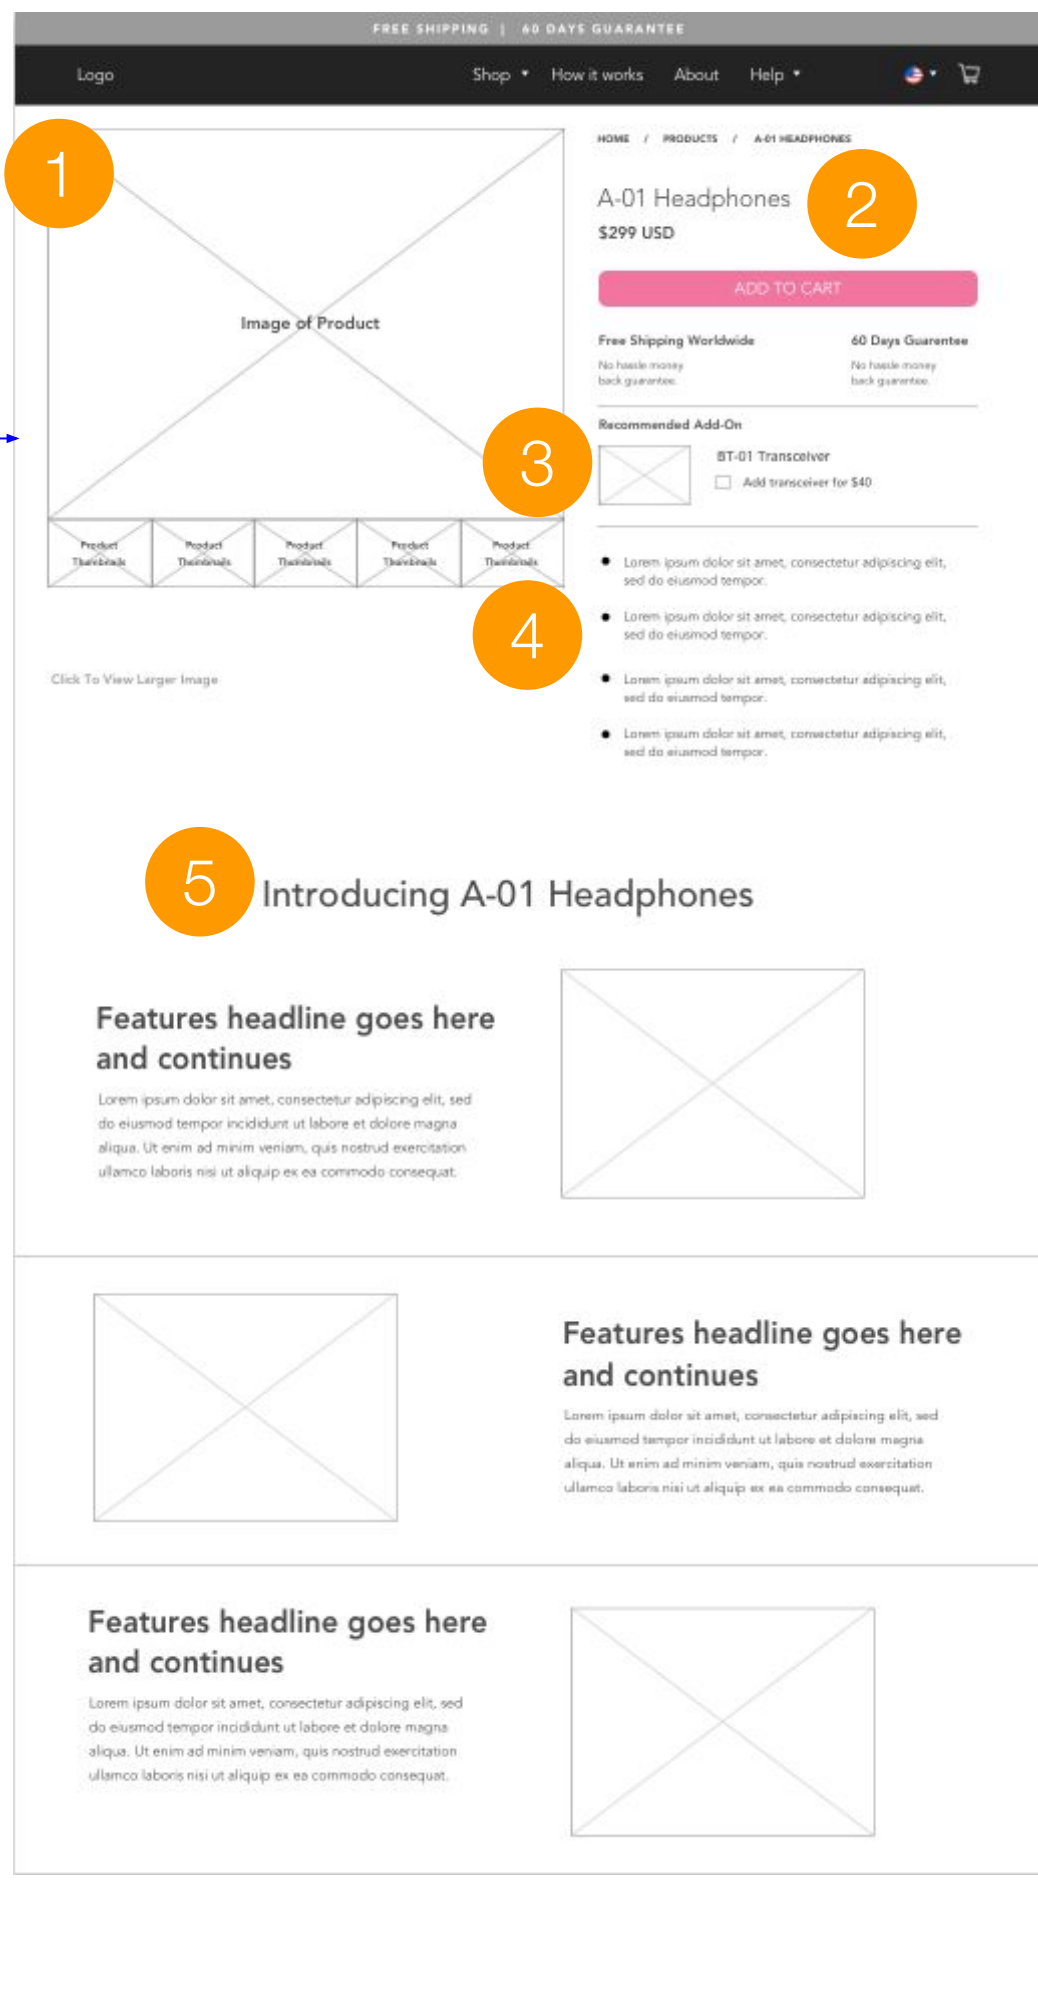 FREE SHIPPING | 60 DAYS GUARANTEE
Logo
Shop How it works About Help
1
Image of Product
Product Thumbnails
Product Thumbnails
Product Thumbnails
Product Thumbnails
Product Thumbnails
Click To View Larger Image
HOME / PRODUCTS / A-01 HEADPHONES
A-01 Headphones
2
$299 USD
ADD TO CART
Free Shipping Worldwide
No hassle money
back guarantee.
60 Days Guarentee
No hassle money
back guarentee.
3
Recommended Add-On
BT-01 Transceiver
Add transceiver for $40
4
Lorem ipsum dolor sit amet, consectetur adipiscing elit,
sed do eiusmod tempor.
Lorem ipsum dolor sit amet, consectetur adipiscing elit,
sed do eiusmod tempor.
Lorem ipsum dolor sit amet, consectetur adipiscing elit,
sed do eiusmod tempor.
Lorem ipsum dolor sit amet, consectetur adipiscing elit,
sed do eiusmod tempor.
5
Introducing A-01 Headphones
Features headline goes here
and continues
Lorem ipsum dolor sit amet, consectetur adipiscing elit, sed
do eiusmod tempor incididunt ut labore et dolore magna
aliqua. Ut enim ad minim veniam, quis nostrud exercitation
ullamco laboris nisi ut aliquip ex ea commodo consequat.
Features headline goes here
and continues
Lorem ipsum dolor sit amet, consectetur adipiscing elit, sed
do eiusmod tempor incididunt ut labore et dolore magna
aliqua. Ut enim ad minim veniam, quis nostrud exercitation
ullamco laboris nisi ut aliquip ex ea commodo consequat.
Features headline goes here
and continues
Lorem ipsum dolor sit amet, consectetur adipiscing elit, sed
do eiusmod tempor incididunt ut labore et dolore magna
aliqua. Ut enim ad minim veniam, quis nostrud exercitation
ullamco laboris nisi ut aliquip ex ea commodo consequat.